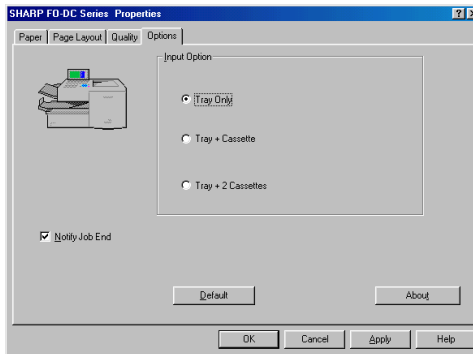 SHARP FO-DC Series Properties
Paper Page Layout Quality Options
Input Option
Tray Only
Tray + Cassette
Tray + 2 Cassettes
Notify Job End
Default About
OK Cancel Apply Help